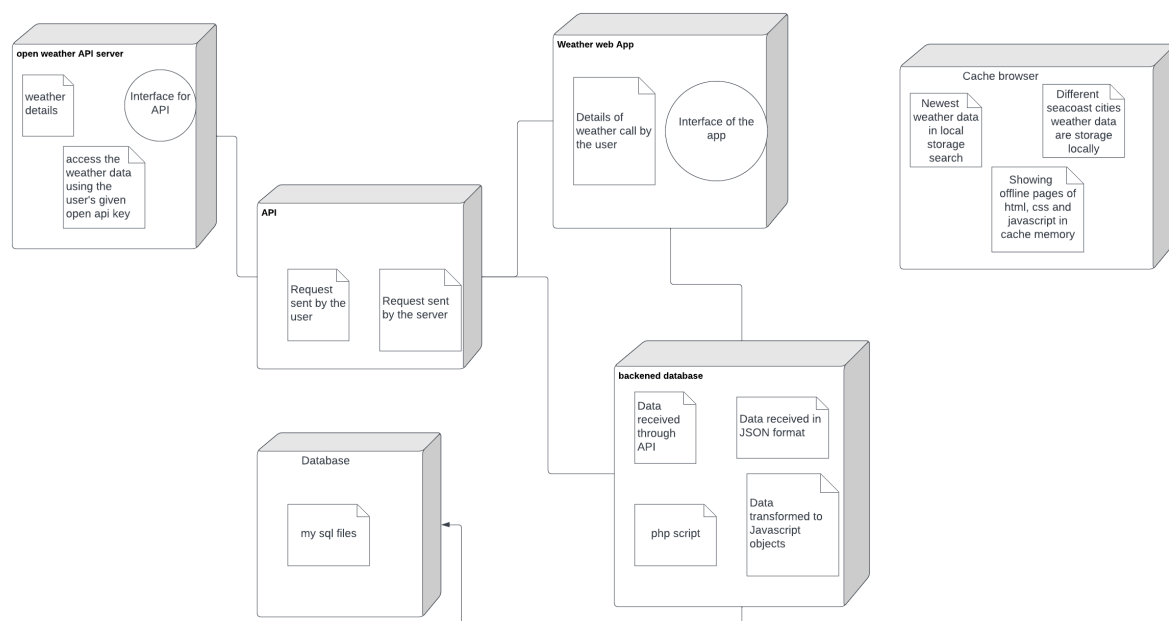 open weather API server
weather
details
Interface for
API
access the
weather data
using the
user's given
open api key
Weather web App
Details of
weather call by
the user
Interface of the
app
Cache browser
Newest
weather data
in local
storage
search
Different
seacoast cities
weather data
are storage
locally
Showing
offline pages of
html, css and
javascript in
cache memory
API
Request
sent by the
user
Request sent
by the server
backened database
Data
received
through
API
Data received in
JSON format
php script
Data
transformed to
Javascript
objects
Database
my sql files